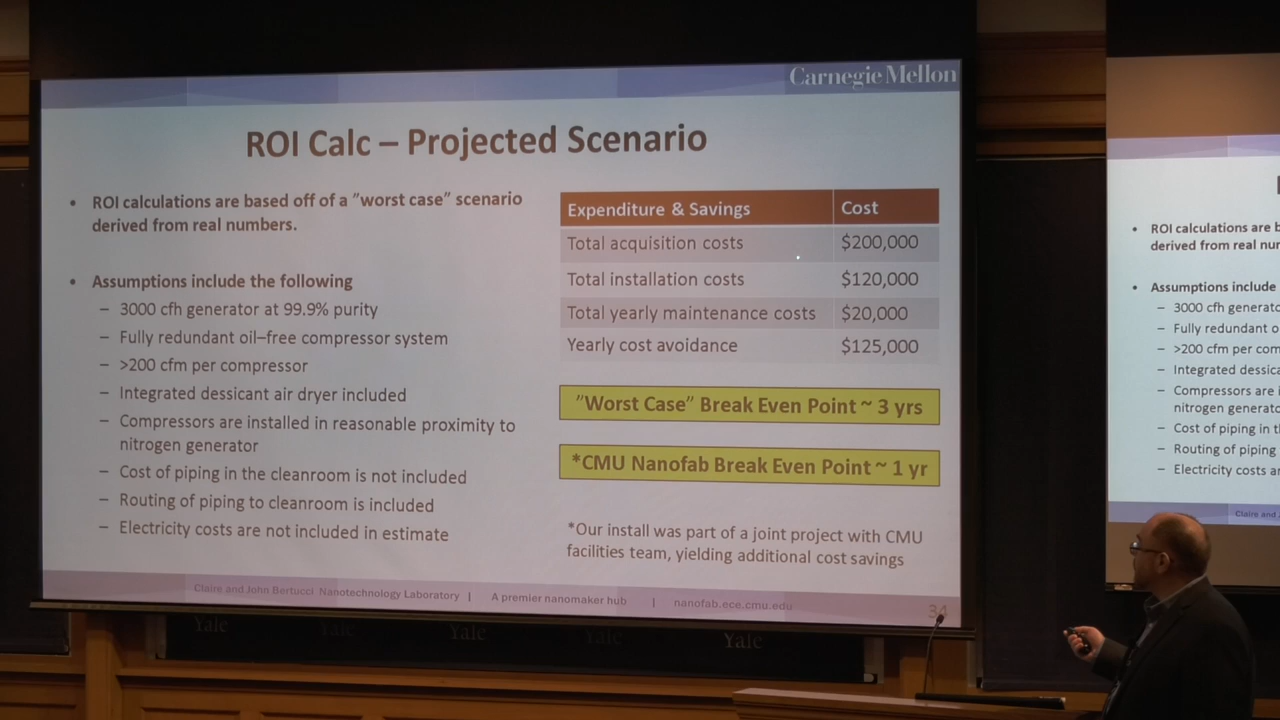 Carnegie Mellon
ROI Calc – Projected Scenario
• ROI calculations are based off of a "worst case" scenario
derived from real numbers.
• Assumptions include the following
– 3000 cfh generator at 99.9% purity
– Fully redundant oil–free compressor system
– >200 cfm per compressor
– Integrated dessicant air dryer included
– Compressors are installed in reasonable proximity to
nitrogen generator
– Cost of piping in the cleanroom is not included
– Routing of piping to cleanroom is included
– Electricity costs are not included in estimate
Expenditure & Savings Cost
Total acquisition costs $200,000
Total installation costs $120,000
Total yearly maintenance costs $20,000
Yearly cost avoidance $125,000
"Worst Case" Break Even Point ~ 3 yrs
*CMU Nanofab Break Even Point ~ 1 yr
*Our install was part of a joint project with CMU
facilities team, yielding additional cost savings
Claire and John Bertucci Nanotechnology Laboratory | A premier nanomaker hub | nanofab.ece.cmu.edu
34
Yale Yale Yale Yale Yale
• ROI calculations are b
derived from real nur
• Assumptions include
– 3000 cfh generato
– Fully redundant o
– >200 cfm per com
– Integrated dessica
– Compressors are i
nitrogen generato
– Cost of piping in t
– Routing of piping
– Electricity costs ar
Claire and